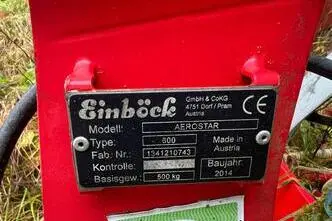 Einböck GmbH & CoKG
4751 Dorf / Pram
Austria
CE
Modell: AEROSTAR
Type: 600 Made in Austria
Fab. Nr.: 1341210743
Kontrolle: Baujahr:
Basisgew. 500 kg 2014